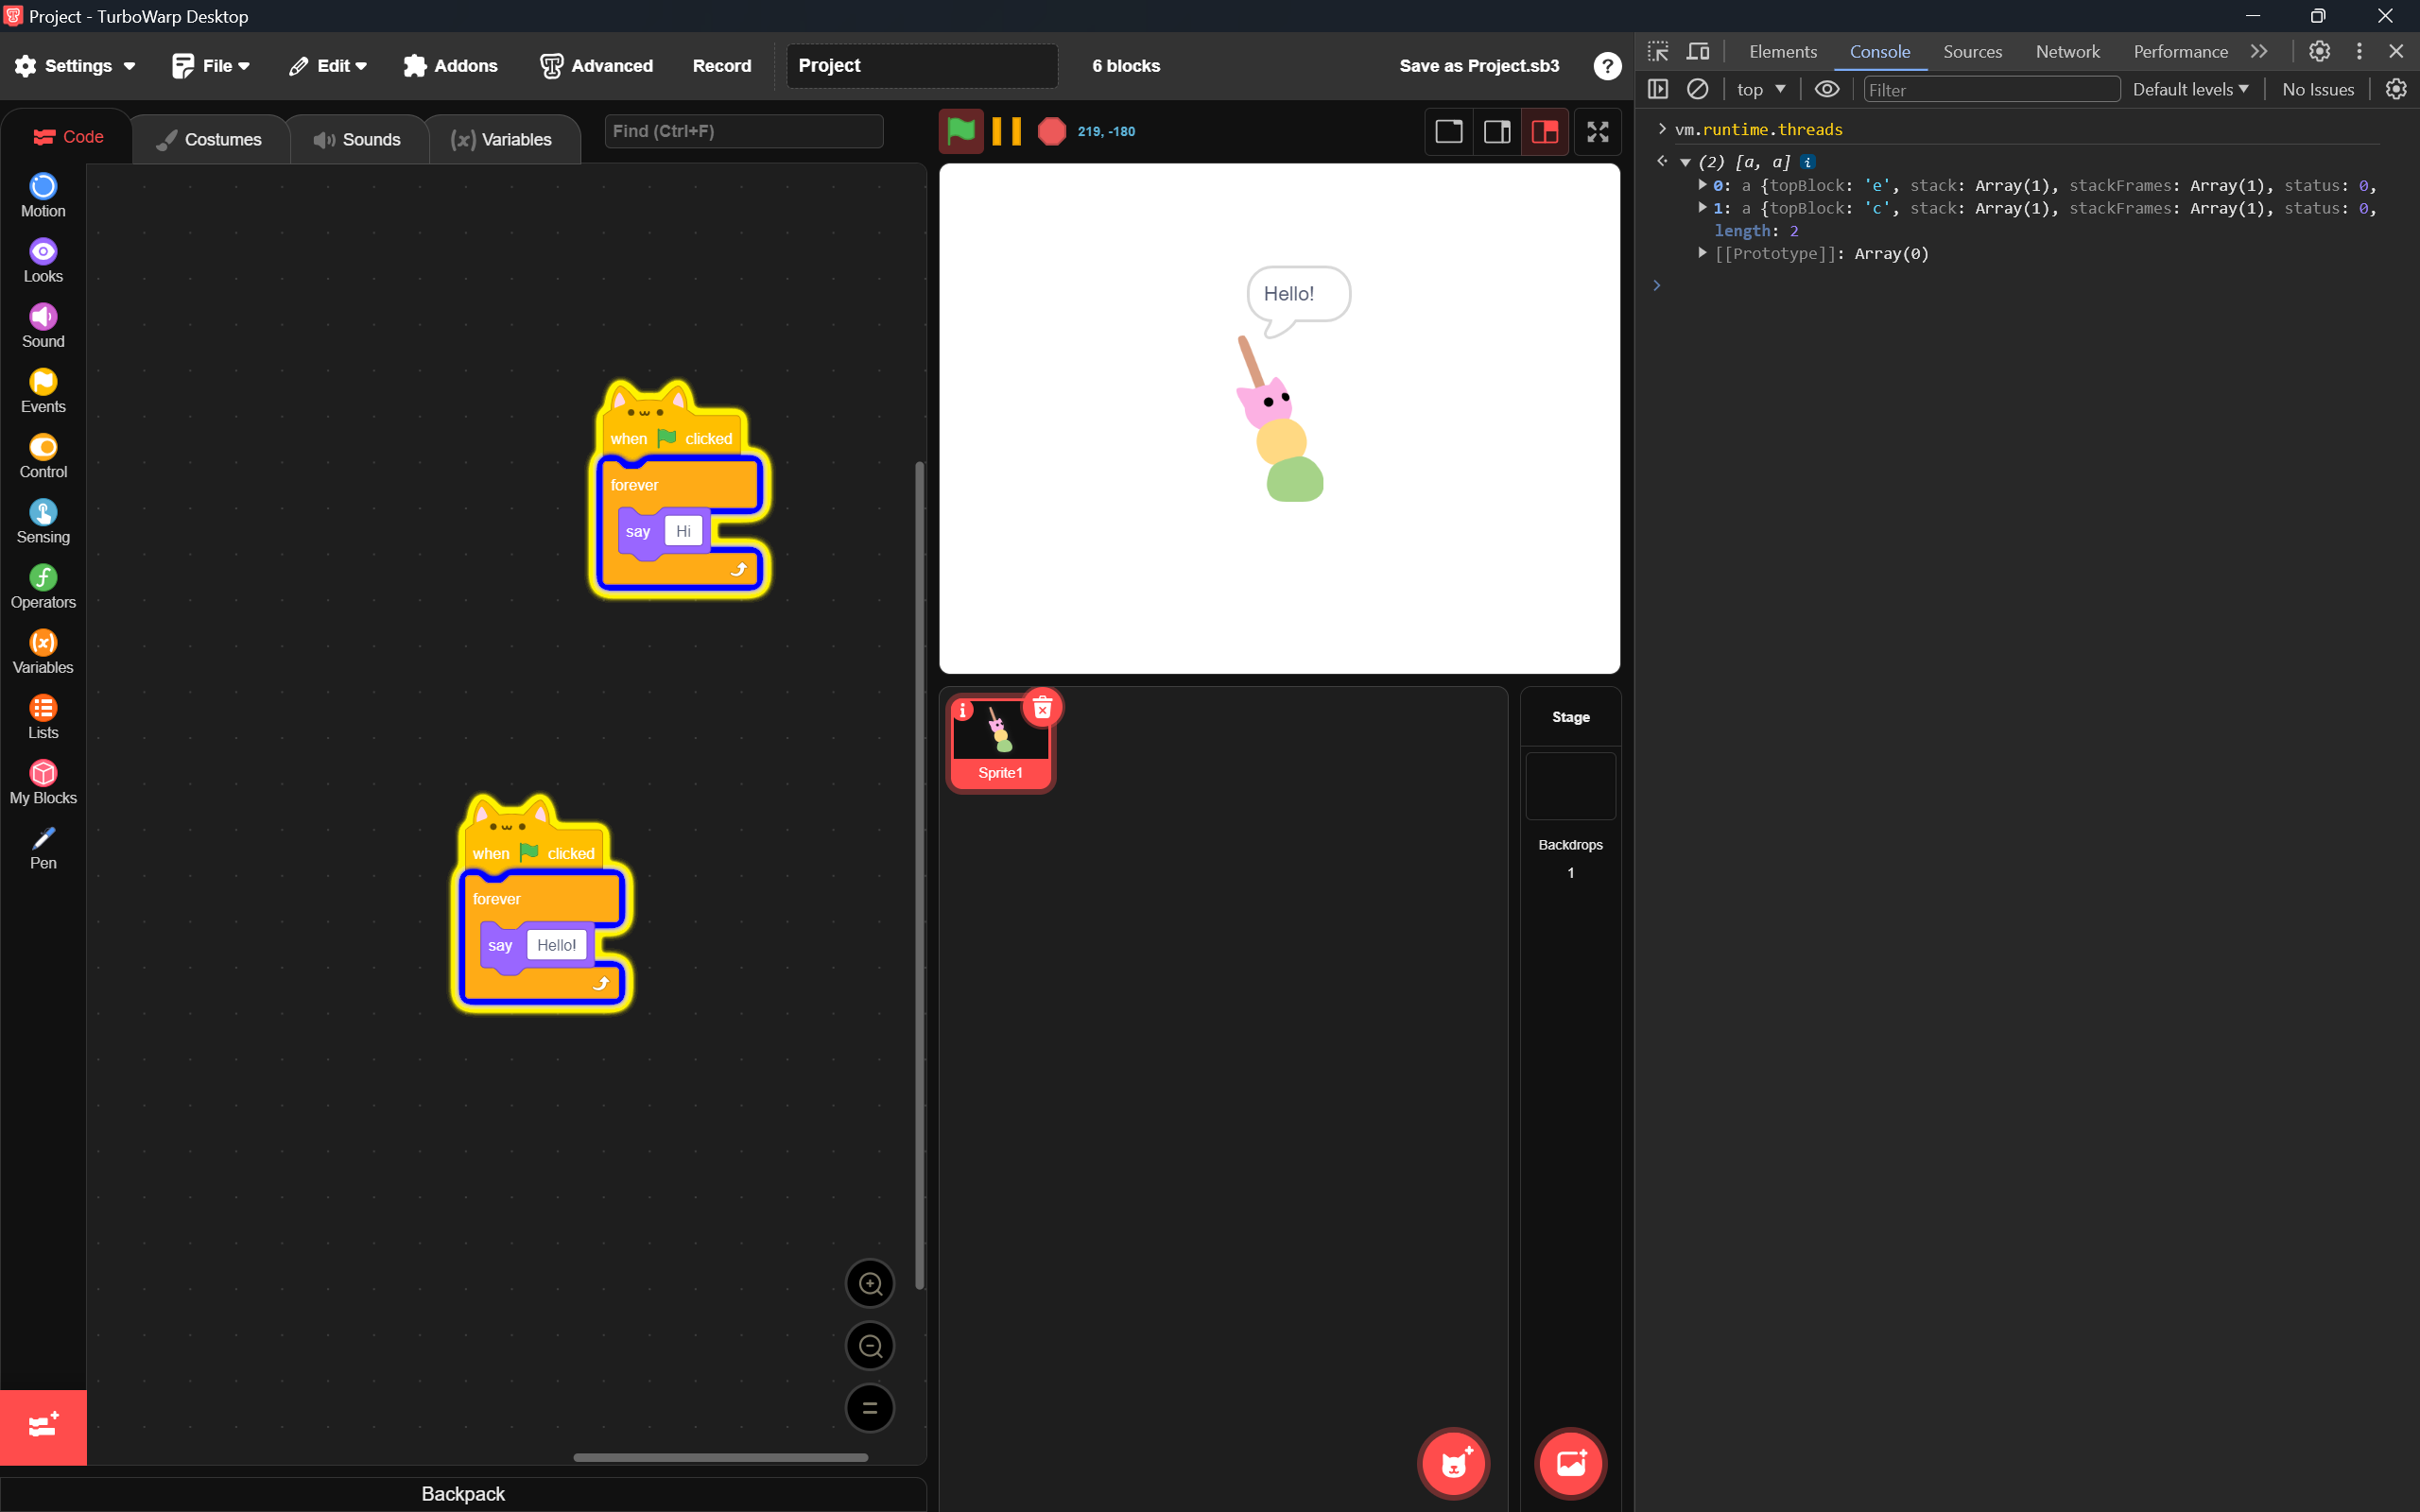 Project - TurboWarp Desktop
Settings File Edit Addons Advanced Record Project 6 blocks Save as Project.sb3 ?
Code Costumes Sounds Variables Find (Ctrl+F)
219, -180
Motion
Looks
Sound
Events
Control
Sensing
Operators
Variables
Lists
My Blocks
Pen
when clicked
forever
say Hi
when clicked
forever
say Hello!
Backpack
Hello!
Sprite1
Stage
Backdrops
1
Elements Console Sources Network Performance
top Filter Default levels No Issues
vm.runtime.threads
(2) [a, a]
0: a {topBlock: 'e', stack: Array(1), stackFrames: Array(1), status: 0,
1: a {topBlock: 'c', stack: Array(1), stackFrames: Array(1), status: 0,
length: 2
[[Prototype]]: Array(0)